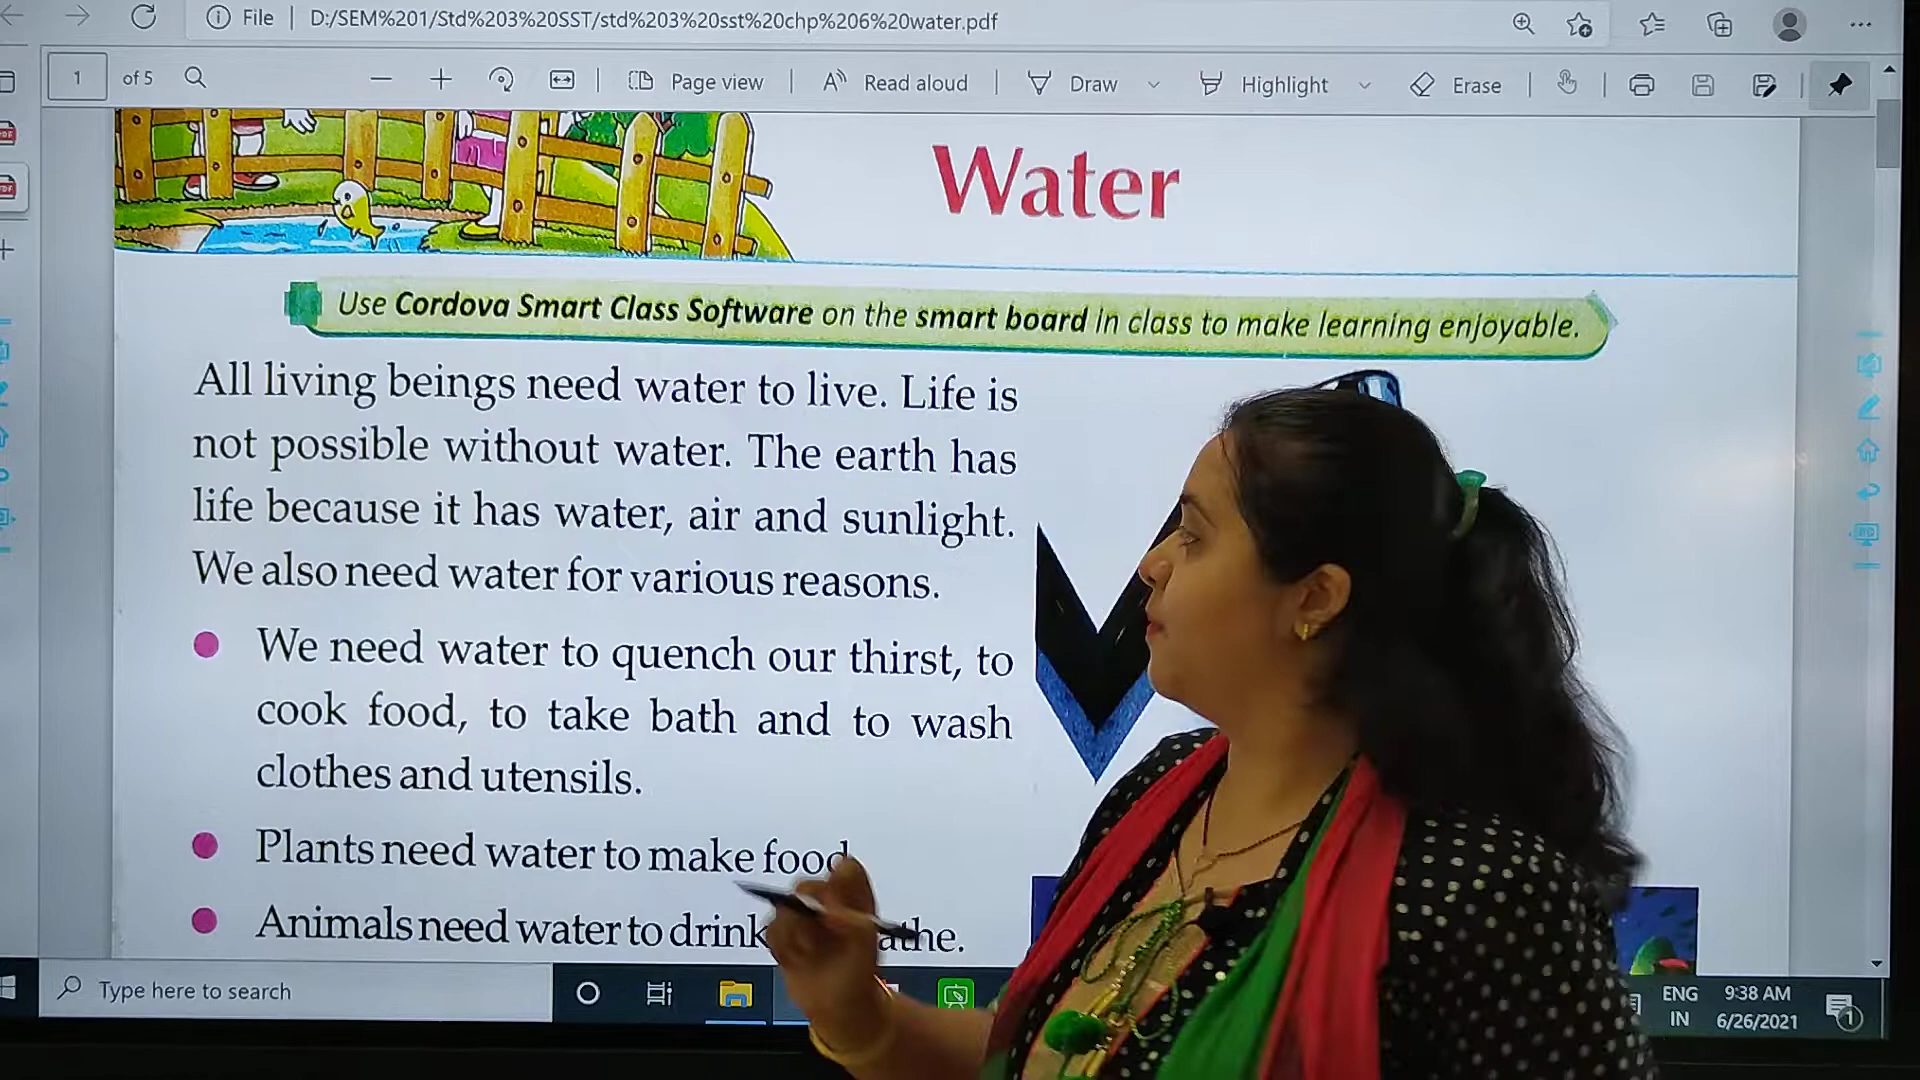 File | D:/SEM%201/Std%203%20SST/std%203%20sst%20chp%206%20water.pdf
1 of 5 Page view Read aloud Draw Highlight Erase
Water
Use Cordova Smart Class Software on the smart board in class to make learning enjoyable.
All living beings need water to live. Life is
not possible without water. The earth has
life because it has water, air and sunlight.
We also need water for various reasons.
We need water to quench our thirst, to
cook food, to take bath and to wash
clothes and utensils.
Plants need water to make food
Animals need water to drink athe.
Type here to search
ENG 9:38 AM
IN 6/26/2021 1